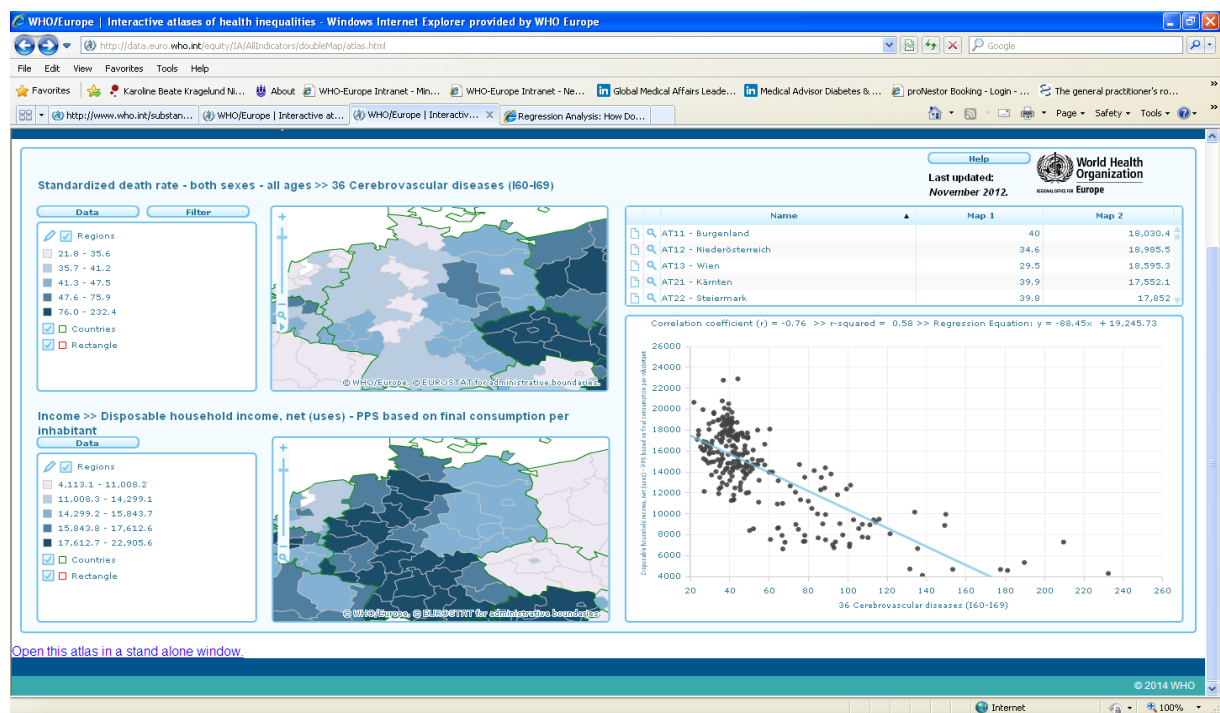 WHO/Europe | Interactive atlases of health inequalities - Windows Internet Explorer provided by WHO Europe
http://data.euro.who.int/equity/IA/AllIndicators/doubleMap/atlas.html
Google
File Edit View Favorites Tools Help
Favorites Karoline Beate Kragelund Ni... About WHO-Europe Intranet - Min... WHO-Europe Intranet - Ne... Global Medical Affairs Leade... Medical Advisor Diabetes & ... proNestor Booking - Login - ... The general practitioner's ro... »
http://www.who.int/substan... WHO/Europe | Interactive at... WHO/Europe | Interactiv... X Regression Analysis: How Do... Page Safety Tools »
Help
Last updated:
November 2012.
World Health
Organization
REGIONAL OFFICE FOR Europe
Standardized death rate - both sexes - all ages >> 36 Cerebrovascular diseases (I60-I69)
Data Filter
Regions
21.8 - 35.6
35.7 - 41.2
41.3 - 47.5
47.6 - 75.9
76.0 - 232.4
Countries
Rectangle
© WHO/Europe, © EUROSTAT for administrative boundaries.
Name Map 1 Map 2
AT11 - Burgenland 40 18,030.4
AT12 - Niederösterreich 34.6 18,985.5
AT13 - Wien 29.5 18,595.3
AT21 - Kärnten 39.9 17,552.1
AT22 - Steiermark 39.8 17,852
Income >> Disposable household income, net (uses) - PPS based on final consumption per
inhabitant
Data
Regions
4,113.1 - 11,008.2
11,008.3 - 14,299.1
14,299.2 - 15,843.7
15,843.8 - 17,612.6
17,612.7 - 22,905.6
Countries
Rectangle
© WHO/Europe, © EUROSTAT for administrative boundaries.
Correlation coefficient (r) = -0.76 >> r-squared = 0.58 >> Regression Equation: y = -88.45x + 19,245.73
Disposable household income, net (uses) - PPS based on final consumption per inhabitant
26000
24000
22000
20000
18000
16000
14000
12000
10000
8000
6000
4000
20 40 60 80 100 120 140 160 180 200 220 240 260
36 Cerebrovascular diseases (I60-I69)
Open this atlas in a stand alone window.
© 2014 WHO
Internet 100%